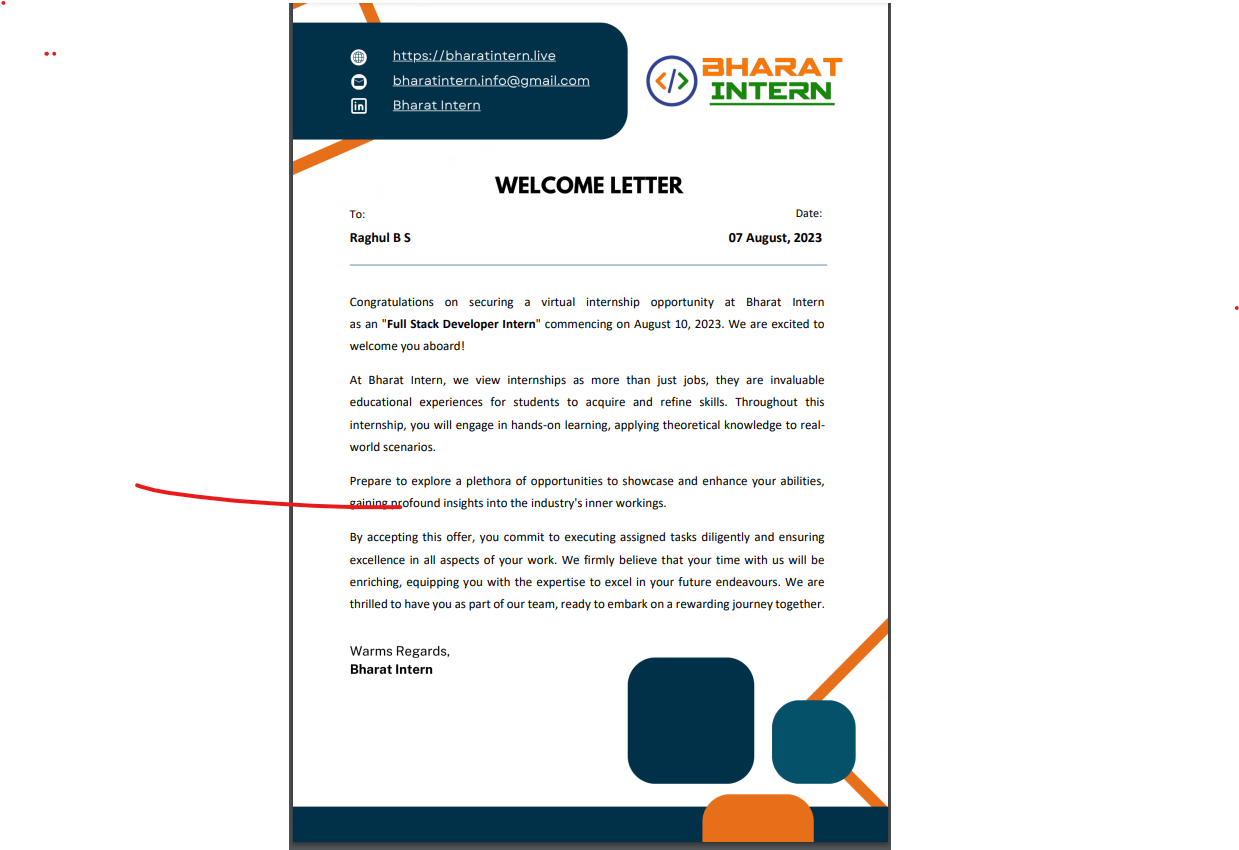 https://bharatintern.live
bharatintern.info@gmail.com
in Bharat Intern
</> BHARAT
INTERN
WELCOME LETTER
To:
Date:
Raghul B S
07 August, 2023
Congratulations on securing a virtual internship opportunity at Bharat Intern
as an "Full Stack Developer Intern" commencing on August 10, 2023. We are excited to
welcome you aboard!
At Bharat Intern, we view internships as more than just jobs, they are invaluable
educational experiences for students to acquire and refine skills. Throughout this
internship, you will engage in hands-on learning, applying theoretical knowledge to real-
world scenarios.
Prepare to explore a plethora of opportunities to showcase and enhance your abilities,
gaining profound insights into the industry's inner workings.
By accepting this offer, you commit to executing assigned tasks diligently and ensuring
excellence in all aspects of your work. We firmly believe that your time with us will be
enriching, equipping you with the expertise to excel in your future endeavours. We are
thrilled to have you as part of our team, ready to embark on a rewarding journey together.
Warms Regards,
Bharat Intern